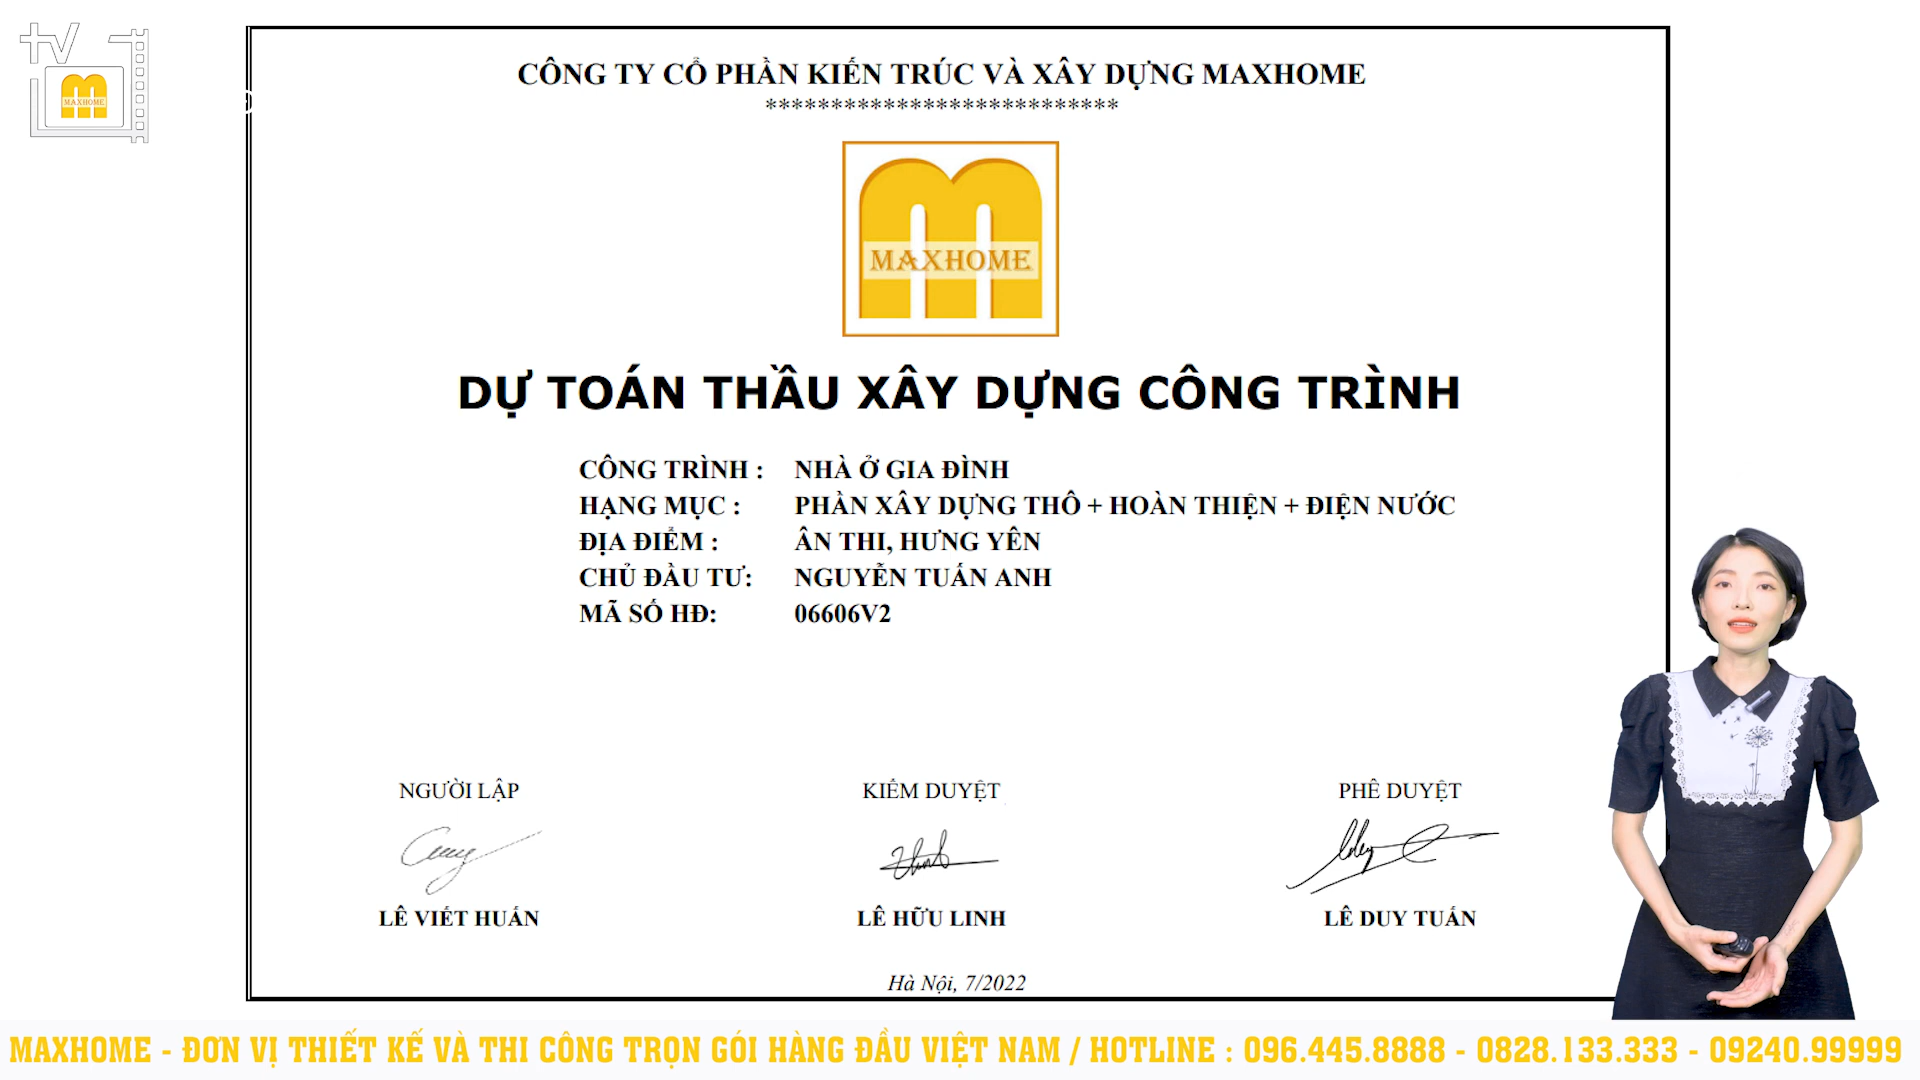 tv
MAXHOME
CÔNG TY CỔ PHẦN KIẾN TRÚC VÀ XÂY DỰNG MAXHOME
***************************
MAXHOME
DỰ TOÁN THẦU XÂY DỰNG CÔNG TRÌNH
CÔNG TRÌNH : NHÀ Ở GIA ĐÌNH
HẠNG MỤC : PHẦN XÂY DỰNG THÔ + HOÀN THIỆN + ĐIỆN NƯỚC
ĐỊA ĐIỂM : ÂN THI, HƯNG YÊN
CHỦ ĐẦU TƯ: NGUYỄN TUẤN ANH
MÃ SỐ HĐ: 06606V2
NGƯỜI LẬP KIỂM DUYỆT PHÊ DUYỆT
LÊ VIẾT HUẤN LÊ HỮU LINH LÊ DUY TUẤN
Hà Nội, 7/2022
MAXHOME - ĐƠN VỊ THIẾT KẾ VÀ THI CÔNG TRỌN GÓI HÀNG ĐẦU VIỆT NAM / HOTLINE : 096.445.8888 - 0828.133.333 - 09240.99999